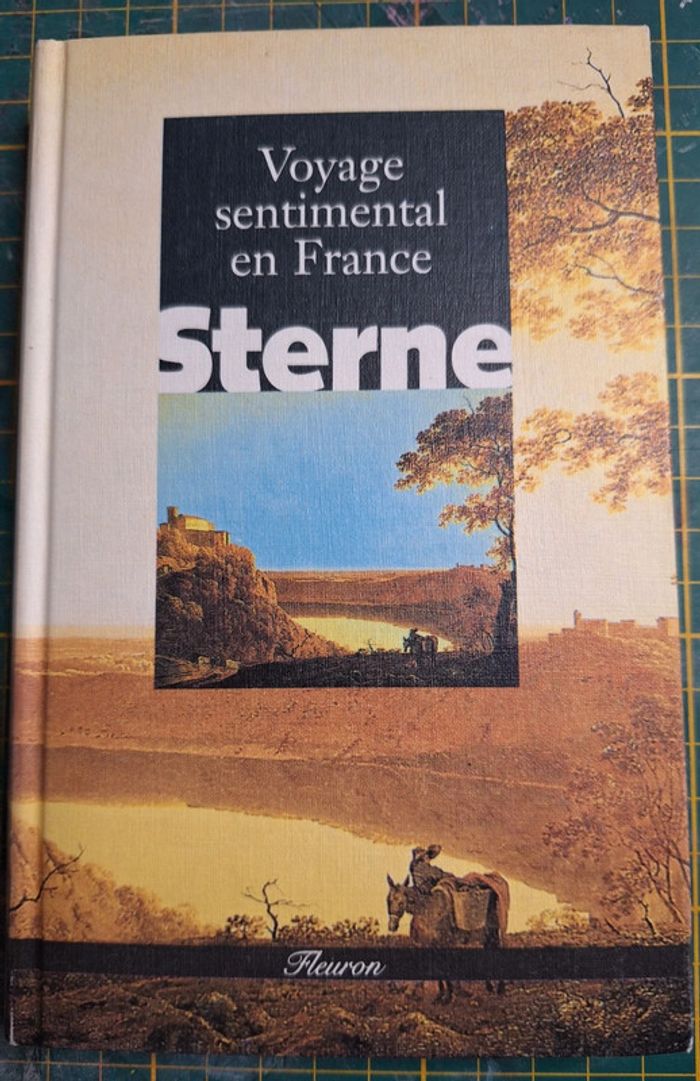 Voyage
sentimental
en France
Sterne
Fleuron